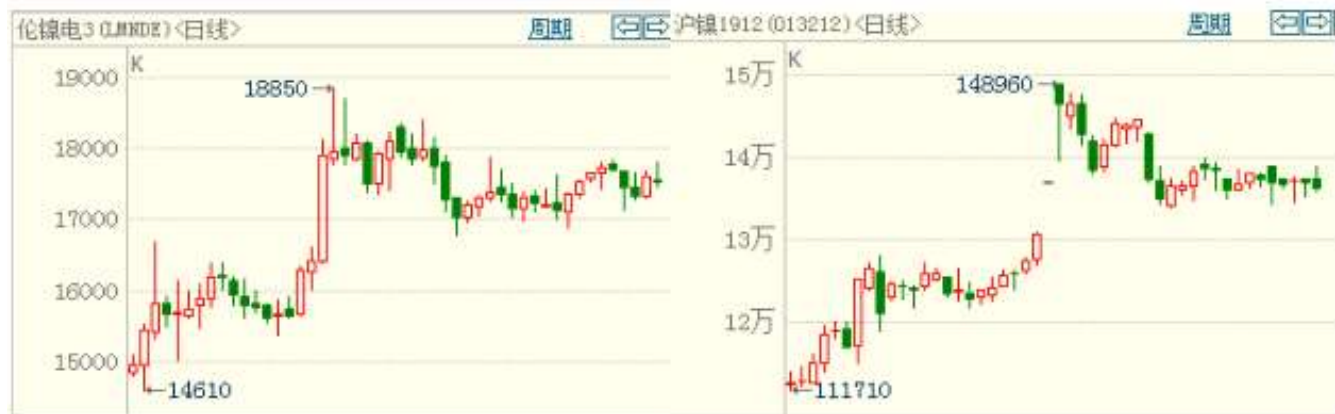 伦镍电3(LMNDE)<日线>
周期
K
19000
18850
18000
17000
16000
15000
14610
沪镍1912(013212)<日线>
周期
K
15万
148960
14万
13万
12万
111710